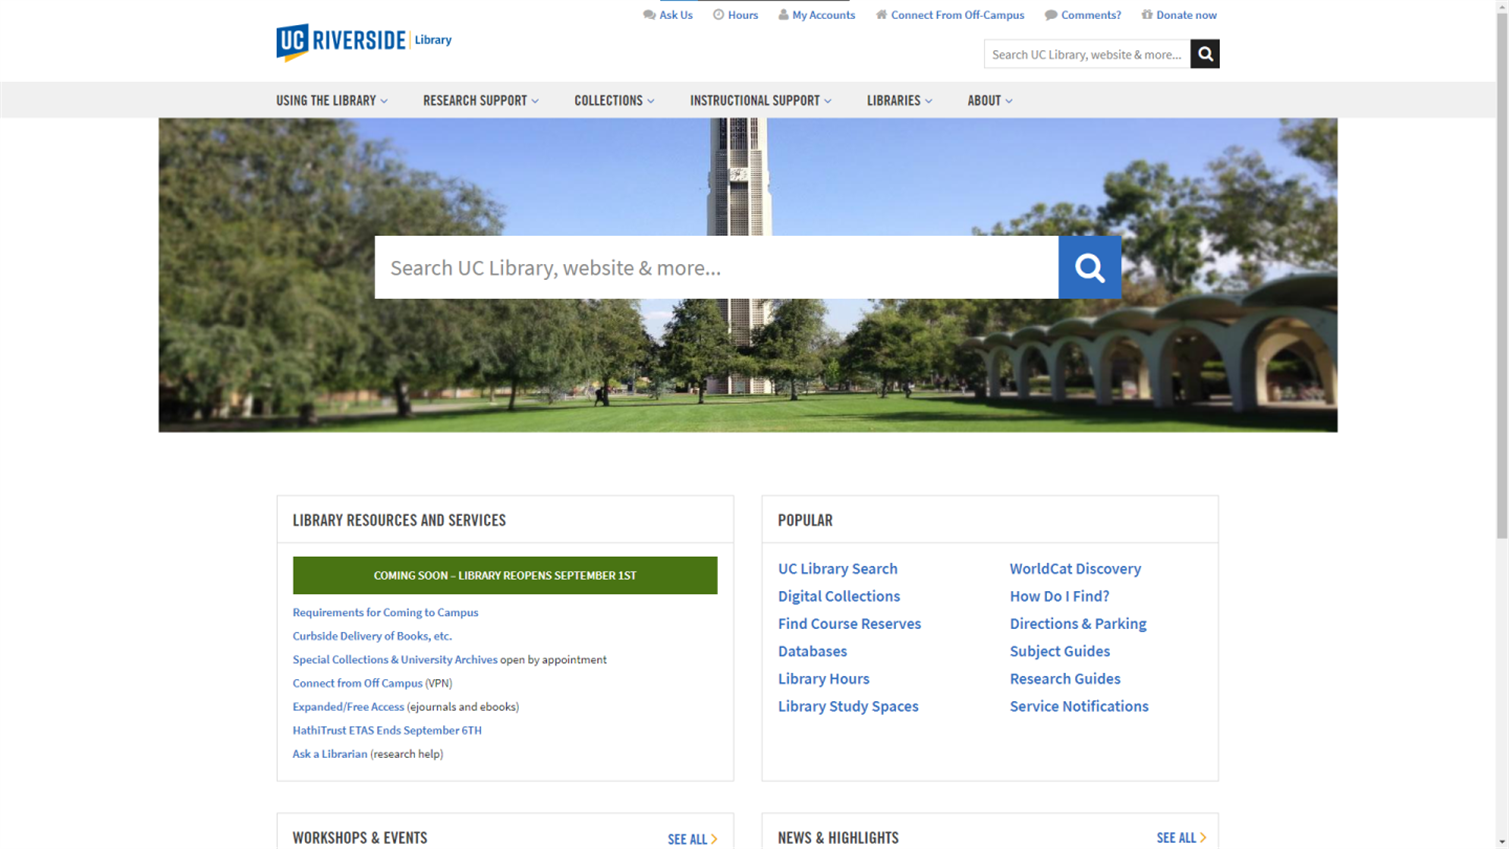 Ask Us Hours My Accounts Connect From Off-Campus Comments? Donate now
UC RIVERSIDE Library
Search UC Library, website & more...
USING THE LIBRARY RESEARCH SUPPORT COLLECTIONS INSTRUCTIONAL SUPPORT LIBRARIES ABOUT
Search UC Library, website & more...
LIBRARY RESOURCES AND SERVICES
COMING SOON – LIBRARY REOPENS SEPTEMBER 1ST
Requirements for Coming to Campus
Curbside Delivery of Books, etc.
Special Collections & University Archives open by appointment
Connect from Off Campus (VPN)
Expanded/Free Access (ejournals and ebooks)
HathiTrust ETAS Ends September 6TH
Ask a Librarian (research help)
POPULAR
UC Library Search
Digital Collections
Find Course Reserves
Databases
Library Hours
Library Study Spaces
WorldCat Discovery
How Do I Find?
Directions & Parking
Subject Guides
Research Guides
Service Notifications
WORKSHOPS & EVENTS SEE ALL
NEWS & HIGHLIGHTS SEE ALL